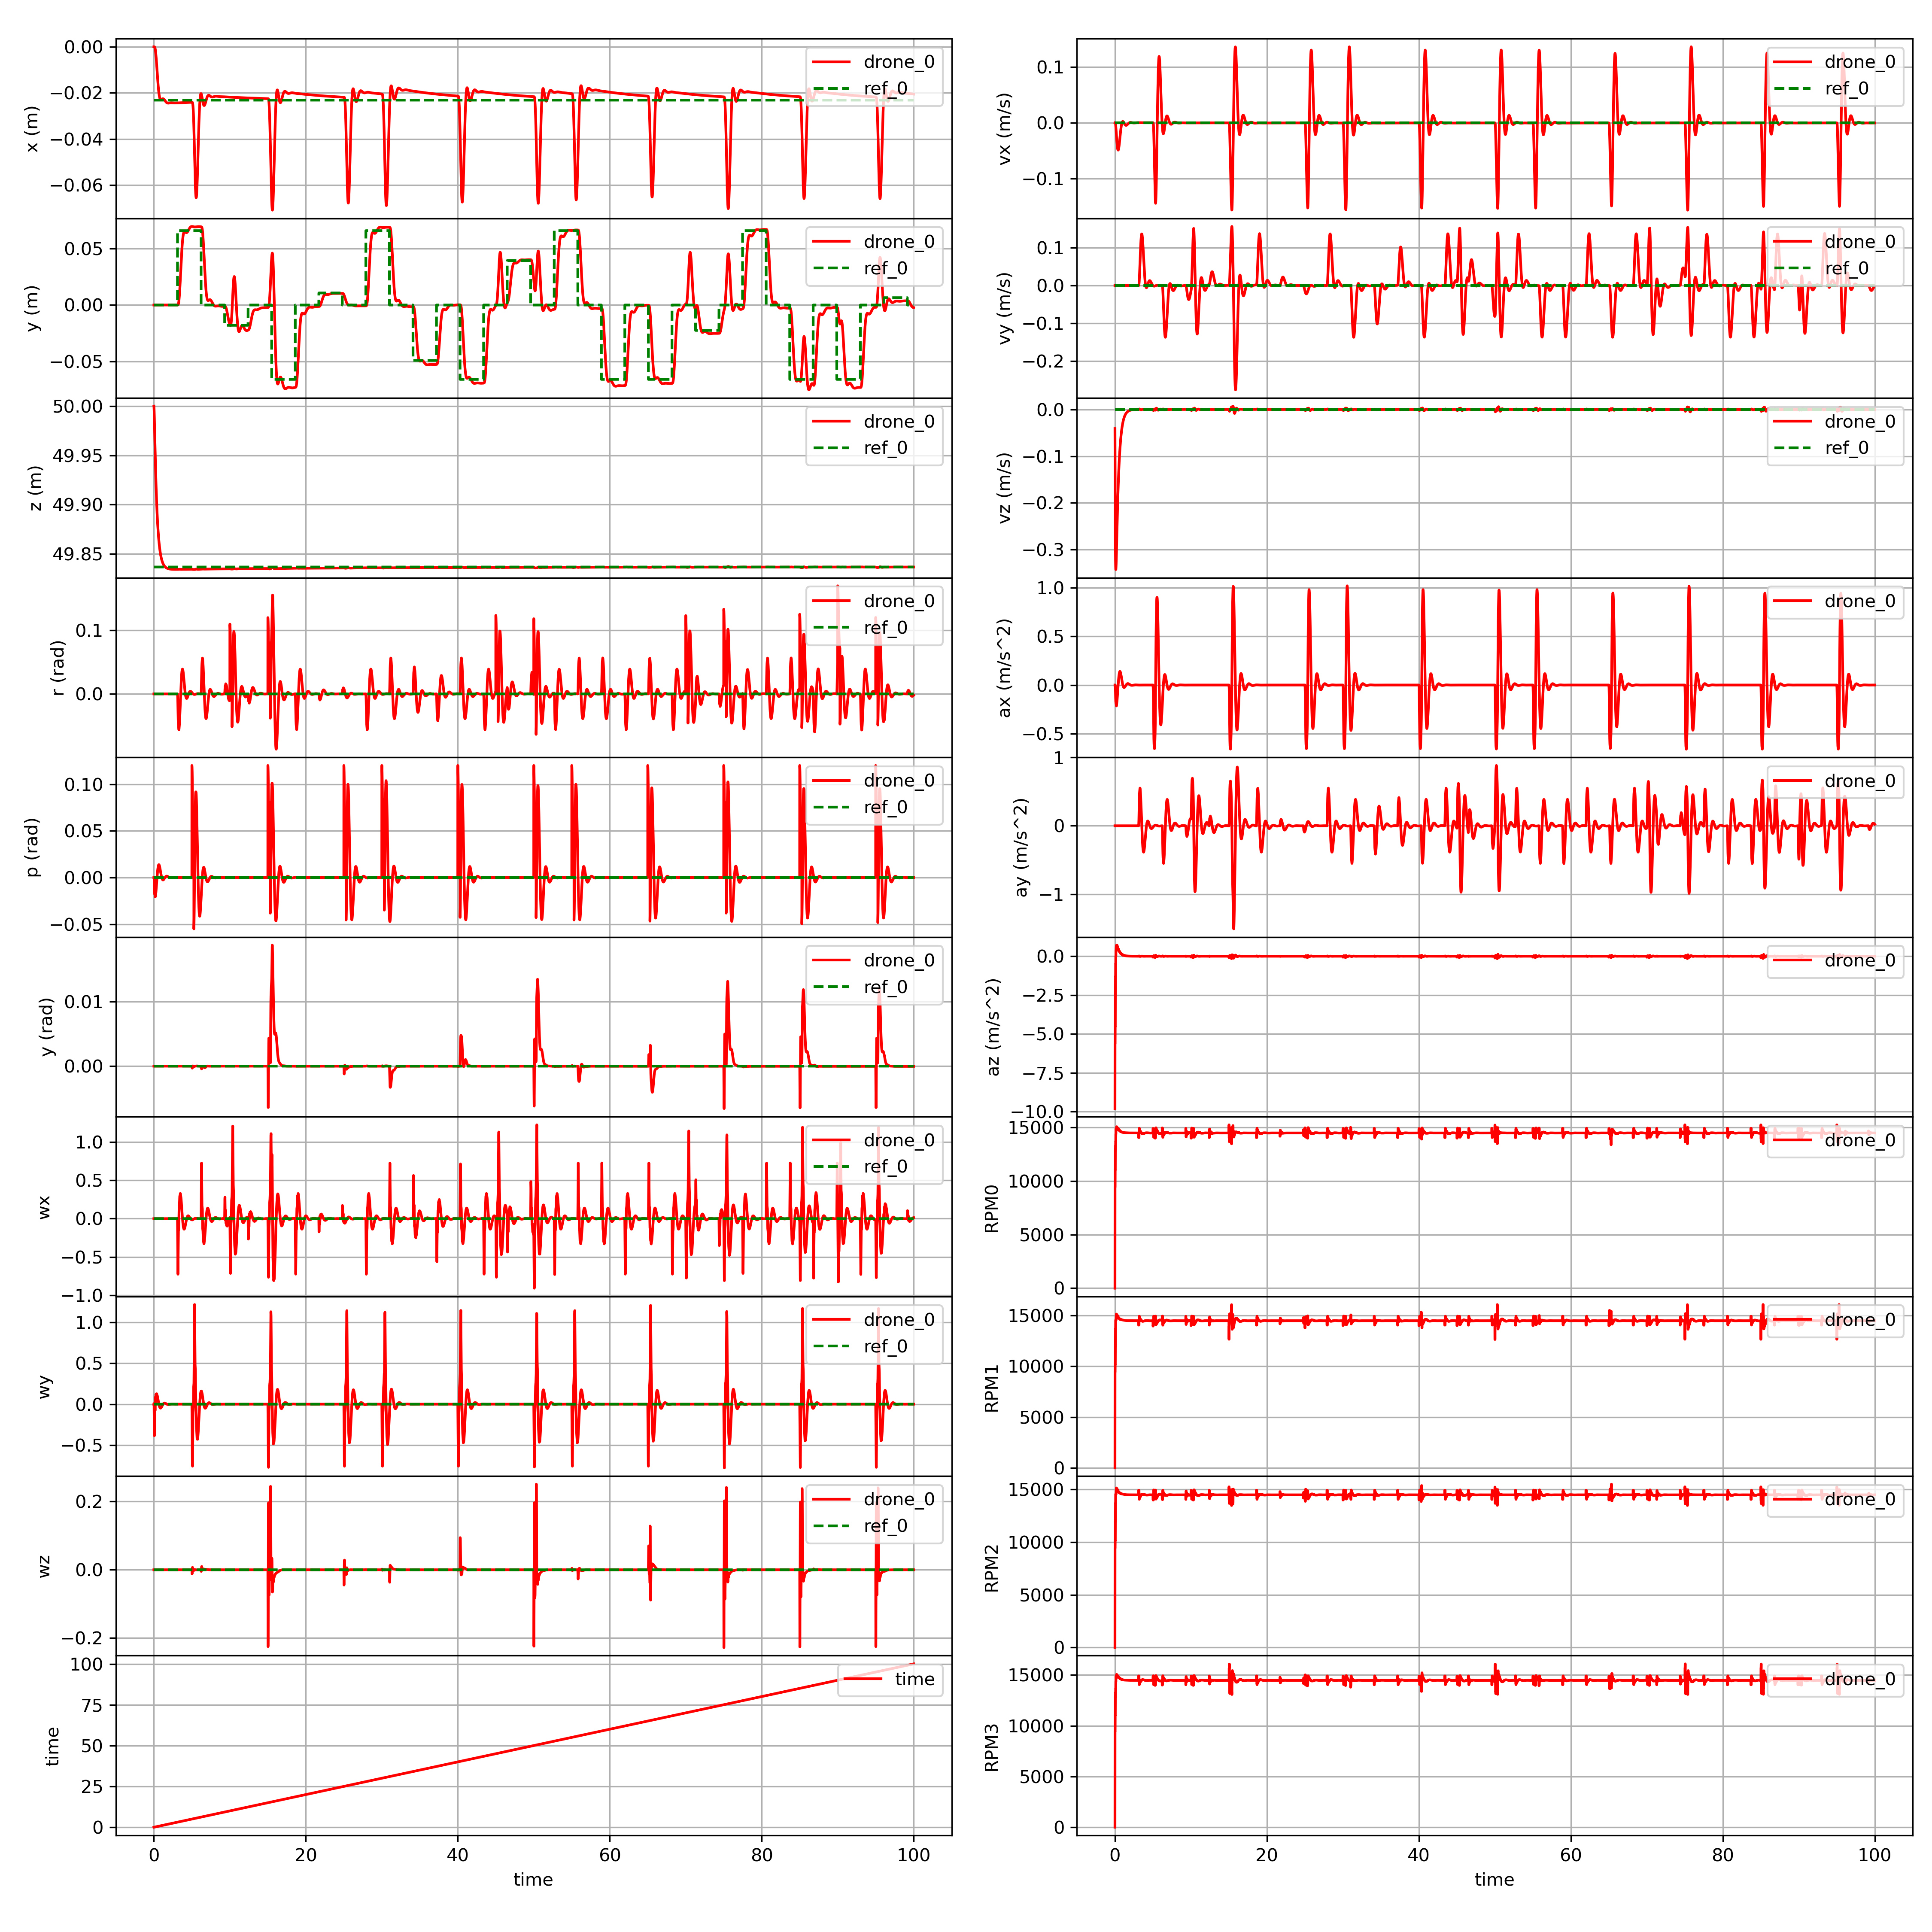 0.00
−0.02
−0.04
−0.06
x (m)
drone_0
ref_0
0.05
0.00
−0.05
y (m)
drone_0
ref_0
50.00
49.95
49.90
49.85
z (m)
drone_0
ref_0
0.1
0.0
r (rad)
drone_0
ref_0
0.10
0.05
0.00
−0.05
p (rad)
drone_0
ref_0
0.01
0.00
y (rad)
drone_0
ref_0
1.0
0.5
0.0
−0.5
−1.0
wx
drone_0
ref_0
1.0
0.5
0.0
−0.5
wy
drone_0
ref_0
0.2
0.0
−0.2
wz
drone_0
ref_0
100
75
50
25
0
time
time
0 20 40 60 80 100
time
0.1
0.0
−0.1
vx (m/s)
drone_0
ref_0
0.1
0.0
−0.1
−0.2
vy (m/s)
drone_0
ref_0
0.0
−0.1
−0.2
−0.3
vz (m/s)
drone_0
ref_0
1.0
0.5
0.0
−0.5
ax (m/s^2)
drone_0
1
0
−1
ay (m/s^2)
drone_0
0.0
−2.5
−5.0
−7.5
−10.0
az (m/s^2)
drone_0
15000
10000
5000
0
RPM0
drone_0
15000
10000
5000
0
RPM1
drone_0
15000
10000
5000
0
RPM2
drone_0
15000
10000
5000
0
RPM3
drone_0
0 20 40 60 80 100
time